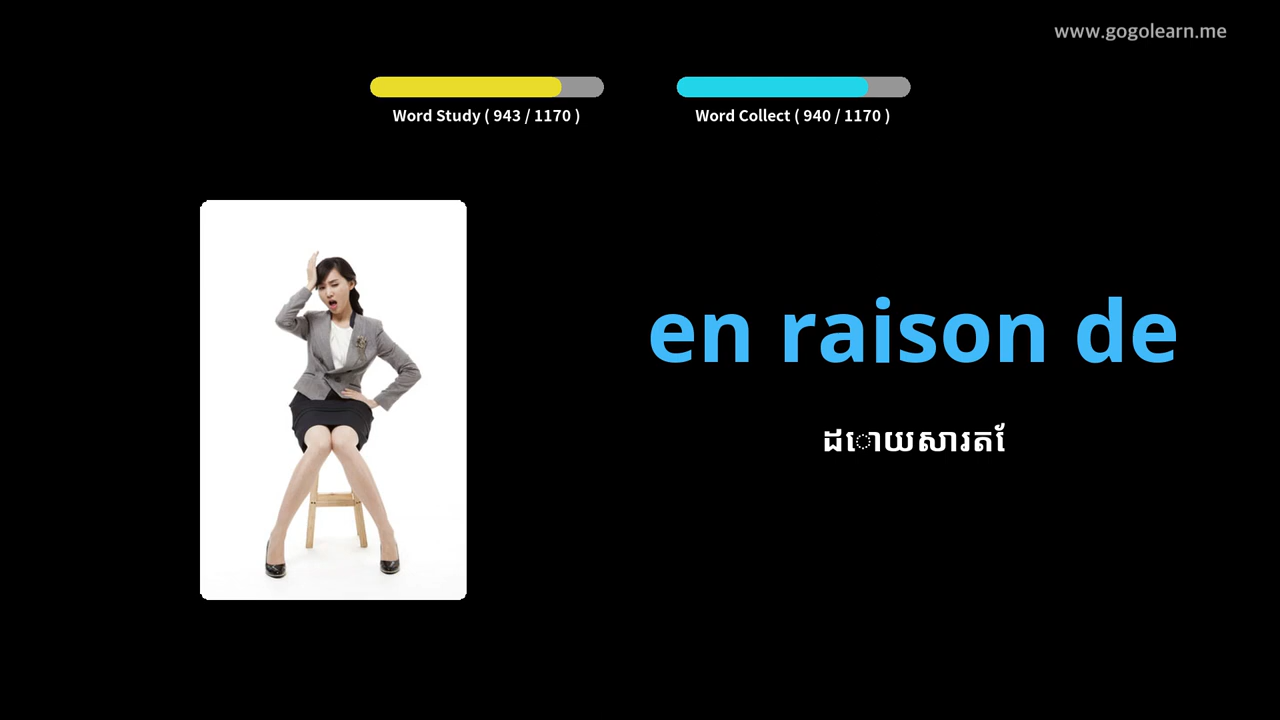 www.gogolearn.me
Word Study ( 943 / 1170 )
Word Collect ( 940 / 1170 )
en raison de
ដោយសារតែ